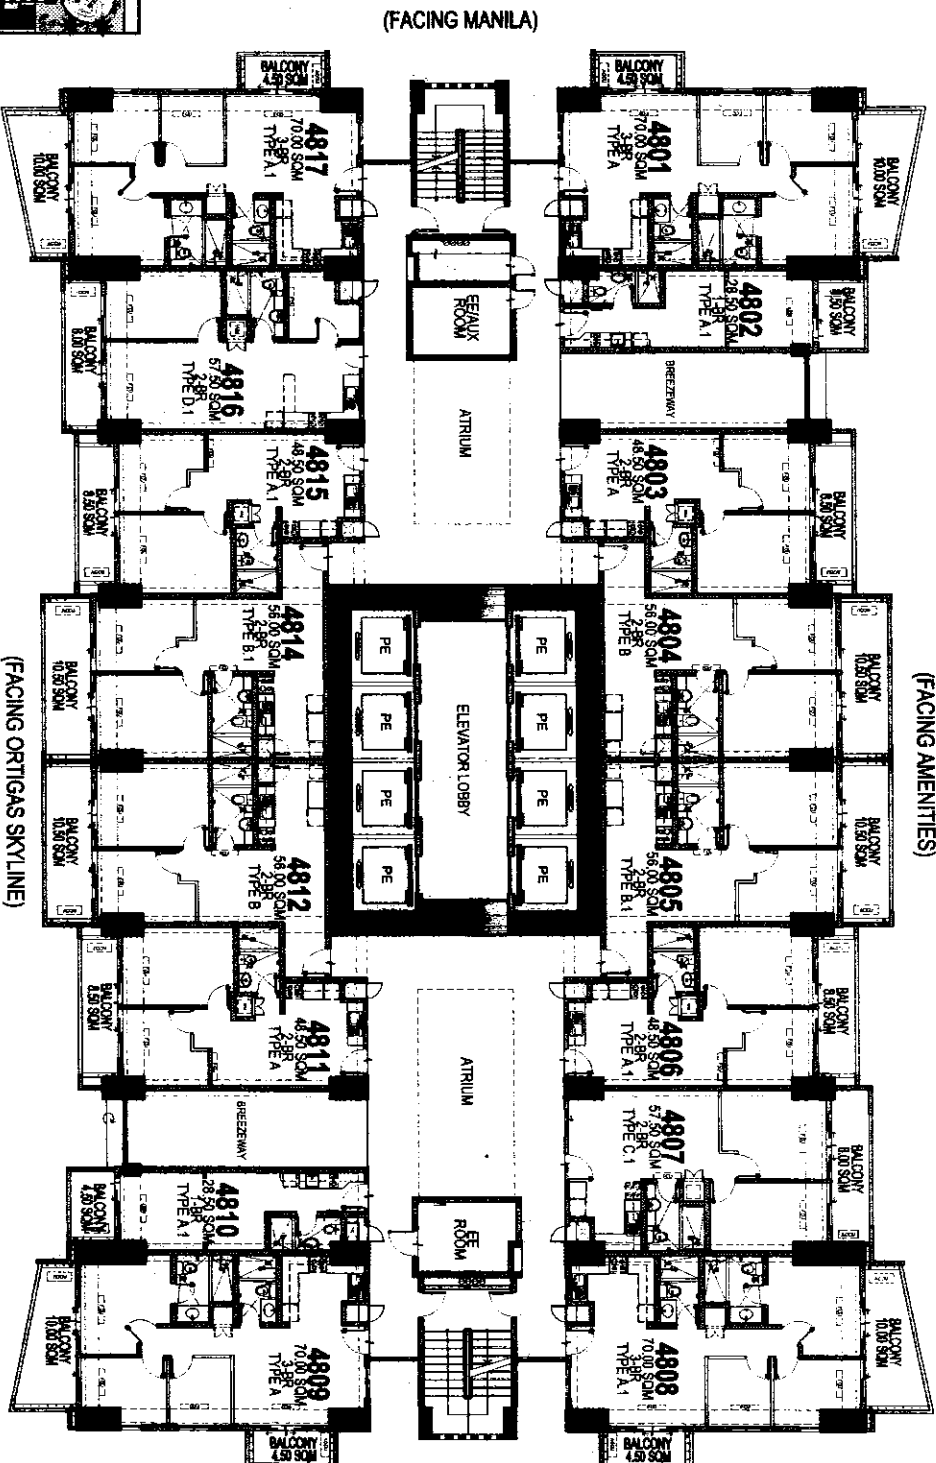 (FACING MANILA)
BALCONY
4.50 SQM
BALCONY
4.50 SQM
4817
70.00 SQM
3-BR
TYPE A.1
BALCONY
10.00 SQM
4801
70.00 SQM
3-BR
TYPE A
BALCONY
10.00 SQM
EE/AUX
ROOM
4802
28.50 SQM
1-BR
TYPE A.1
BALCONY
4816
57.50 SQM
2-BR
TYPE D.1
BALCONY
6.00 SQM
ATRIUM
BREEZEWAY
4815
48.50 SQM
2-BR
TYPE A.1
BALCONY
8.50 SQM
4803
48.50 SQM
2-BR
TYPE A
BALCONY
4814
56.00 SQM
2-BR
TYPE B.1
BALCONY
10.50 SQM
4804
56.00 SQM
2-BR
TYPE B
BALCONY
10.50 SQM
PE
PE
PE
PE
ELEVATOR LOBBY
PE
PE
PE
PE
(FACING ORTIGAS SKYLINE)
(FACING AMENITIES)
4812
56.00 SQM
2-BR
TYPE B
BALCONY
10.50 SQM
4805
56.00 SQM
2-BR
TYPE B.1
BALCONY
10.50 SQM
4811
48.50 SQM
2-BR
TYPE A
BALCONY
8.50 SQM
4806
48.50 SQM
2-BR
TYPE A.1
BALCONY
8.50 SQM
ATRIUM
BREEZEWAY
4807
57.50 SQM
2-BR
TYPE C.1
BALCONY
6.00 SQM
4810
28.50 SQM
1-BR
TYPE A.1
BALCONY
4.50 SQM
EE
ROOM
4809
70.00 SQM
3-BR
TYPE A
BALCONY
10.00 SQM
4808
70.00 SQM
3-BR
TYPE A.1
BALCONY
10.00 SQM
BALCONY
4.50 SQM
BALCONY
4.50 SQM